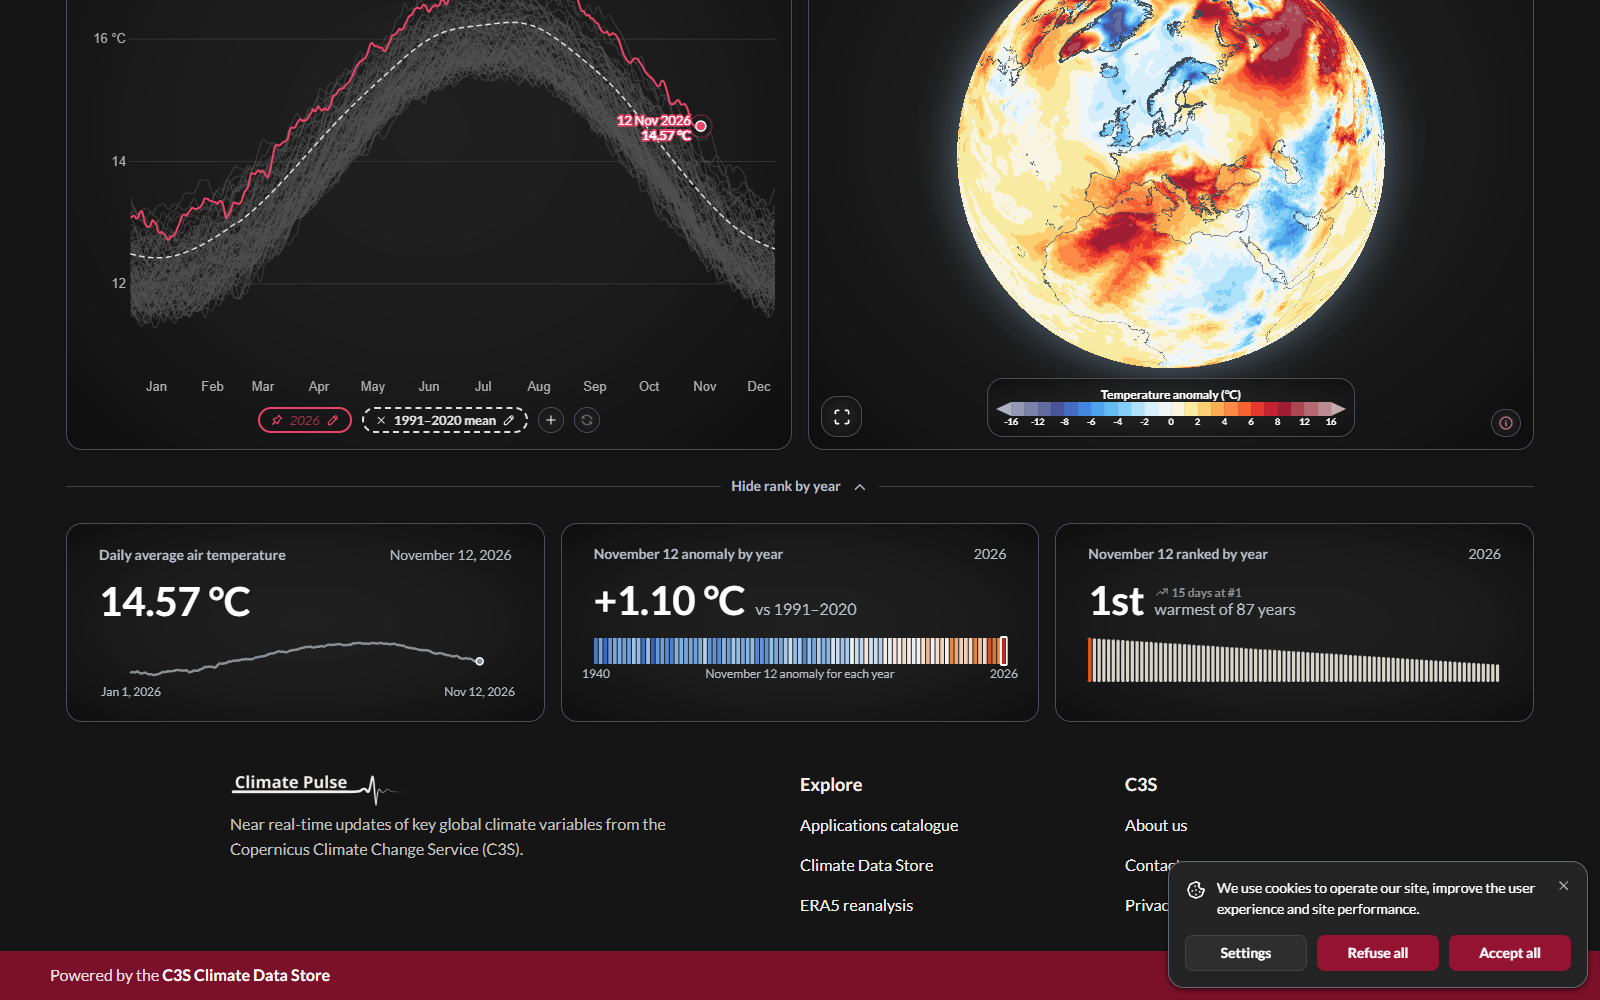 16 °C
14
12
12 Nov 2026
14.57 °C
Jan Feb Mar Apr May Jun Jul Aug Sep Oct Nov Dec
2026
1991–2020 mean
Temperature anomaly (°C)
-16 -12 -8 -6 -4 -2 0 2 4 6 8 12 16
Hide rank by year
Daily average air temperature
November 12, 2026
14.57 °C
Jan 1, 2026
Nov 12, 2026
November 12 anomaly by year
2026
+1.10 °C vs 1991–2020
1940
November 12 anomaly for each year
2026
November 12 ranked by year
2026
1st
15 days at #1
warmest of 87 years
Climate Pulse
Near real-time updates of key global climate variables from the
Copernicus Climate Change Service (C3S).
Explore
Applications catalogue
Climate Data Store
ERA5 reanalysis
C3S
About us
Contac
Privac
We use cookies to operate our site, improve the user
experience and site performance.
Settings
Refuse all
Accept all
Powered by the C3S Climate Data Store